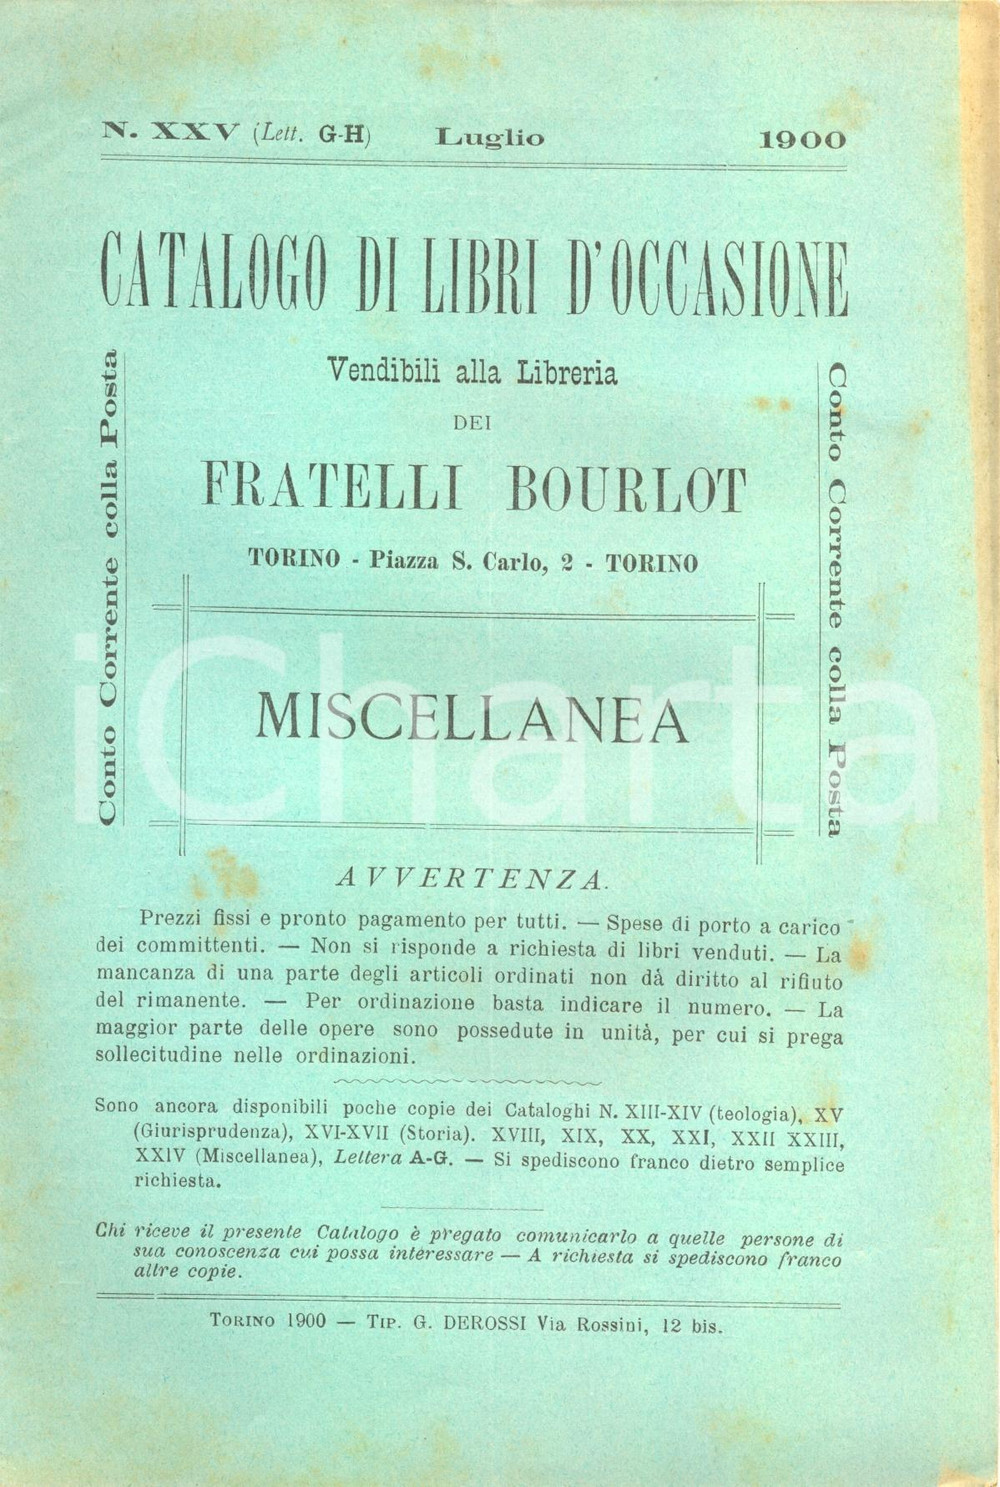 N. XXV (Lett. G-H) Luglio 1900
CATALOGO DI LIBRI D'OCCASIONE
Vendibili alla Libreria
DEI
FRATELLI BOURLOT
TORINO - Piazza S. Carlo, 2 - TORINO
Conto Corrente colla Posta
Conto Corrente colla Posta
MISCELLANEA
iCharta
AVVERTENZA.
Prezzi fissi e pronto pagamento per tutti. — Spese di porto a carico
dei committenti. — Non si risponde a richiesta di libri venduti. — La
mancanza di una parte degli articoli ordinati non dà diritto al rifiuto
del rimanente. — Per ordinazione basta indicare il numero. — La
maggior parte delle opere sono possedute in unità, per cui si prega
sollecitudine nelle ordinazioni.
Sono ancora disponibili poche copie dei Cataloghi N. XIII-XIV (teologia), XV
(Giurisprudenza), XVI-XVII (Storia). XVIII, XIX, XX, XXI, XXII XXIII,
XXIV (Miscellanea), Lettera A-G. — Si spediscono franco dietro semplice
richiesta.
Chi riceve il presente Catalogo è pregato comunicarlo a quelle persone di
sua conoscenza cui possa interessare — A richiesta si spediscono franco
altre copie.
TORINO 1900 — TIP. G. DEROSSI Via Rossini, 12 bis.